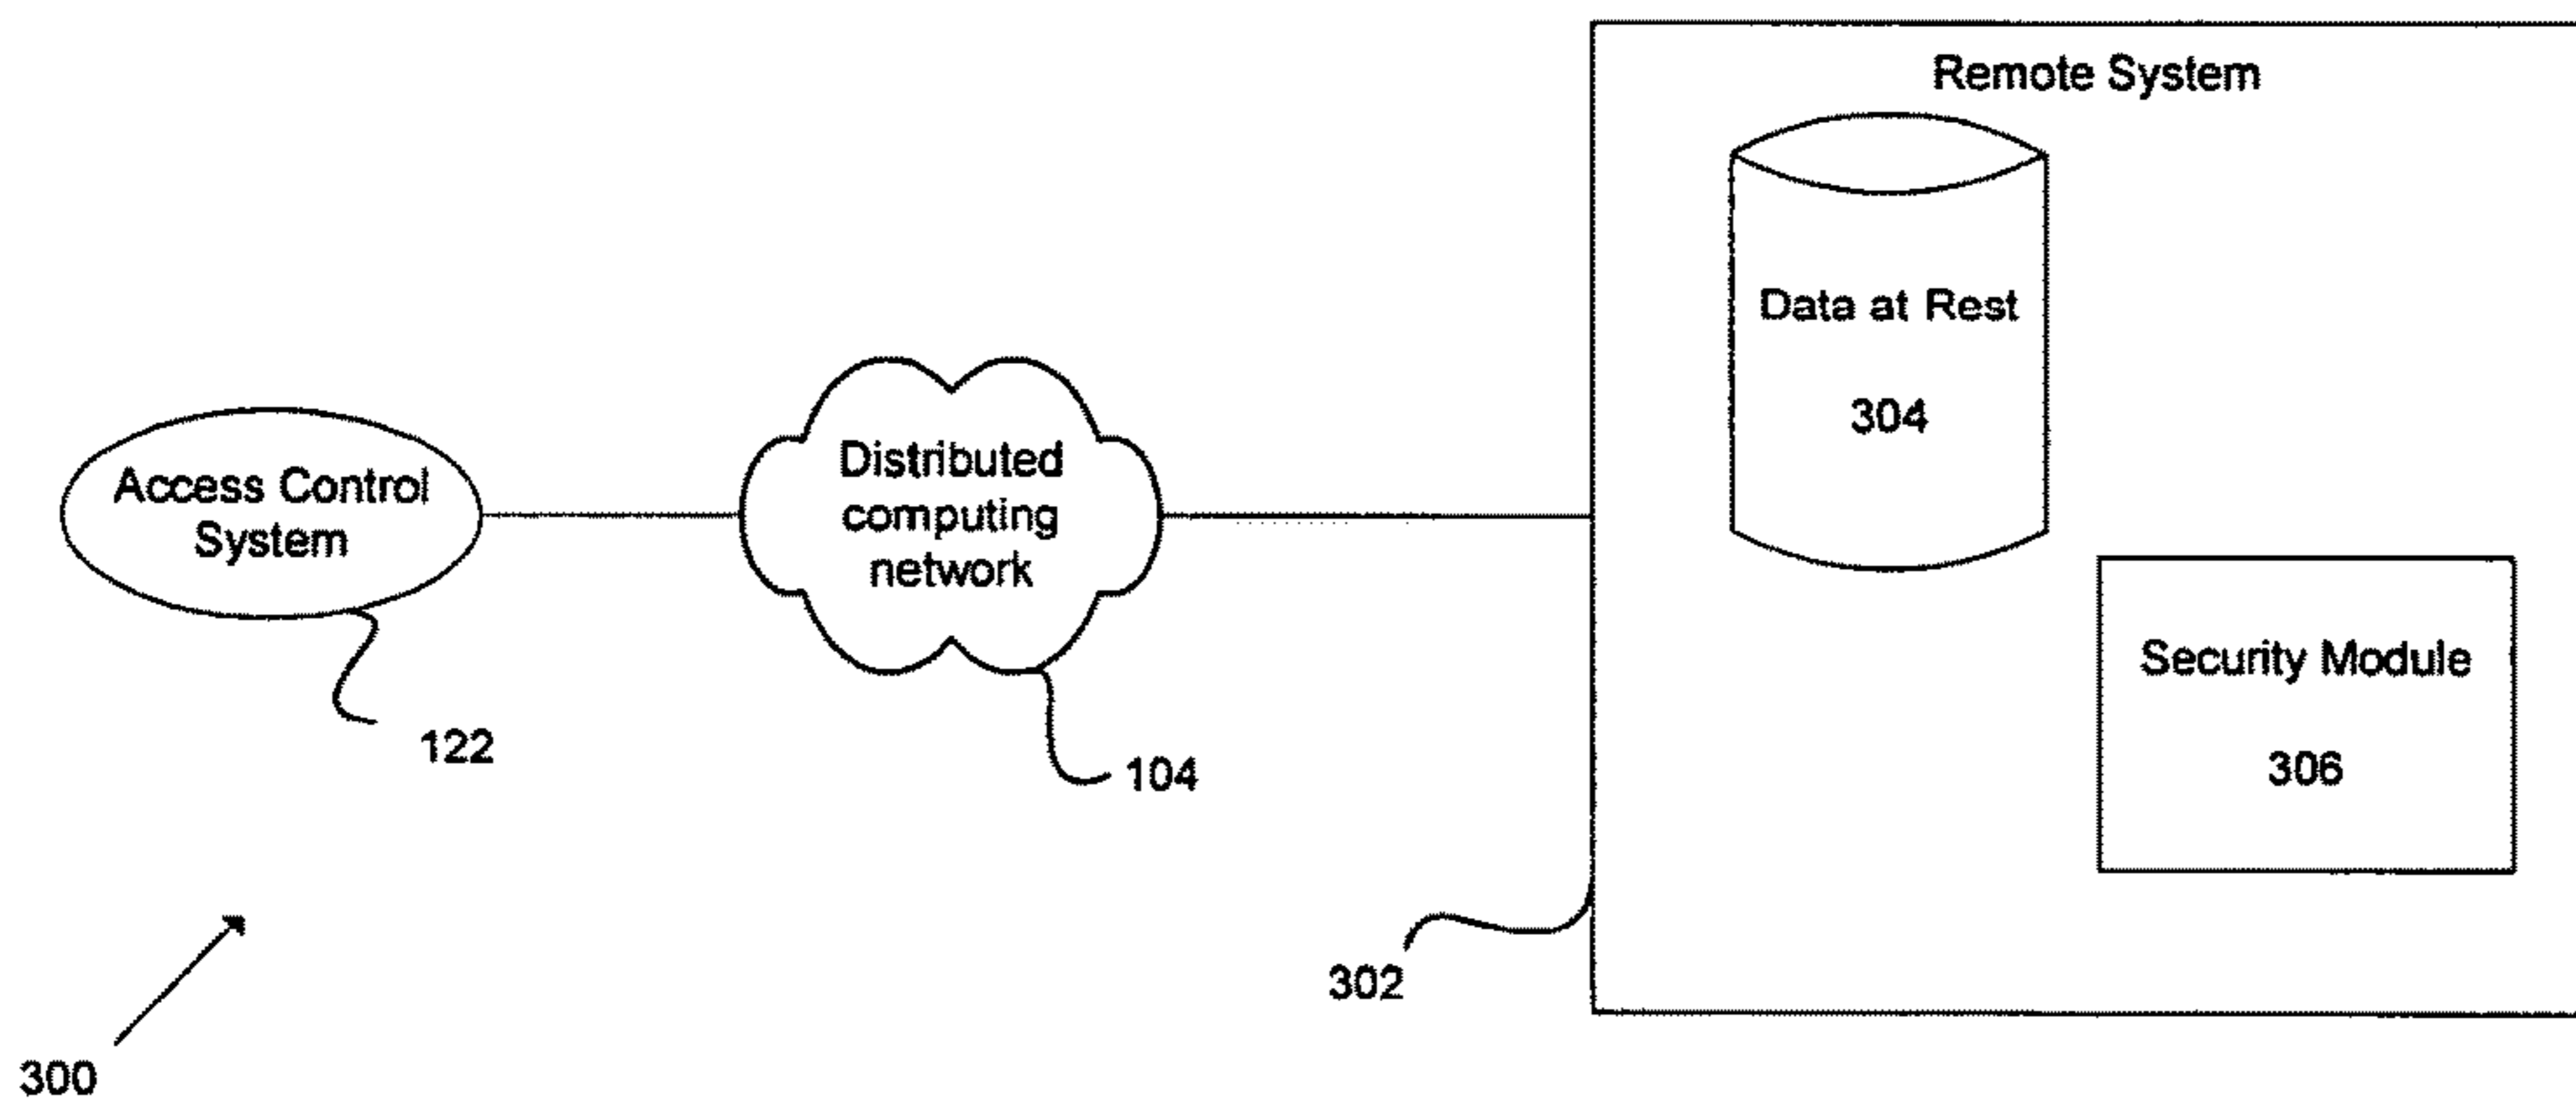 Remote System
Data at Rest
304
Access Control
System
Distributed
computing
network
Security Module
306
122
104
302
300